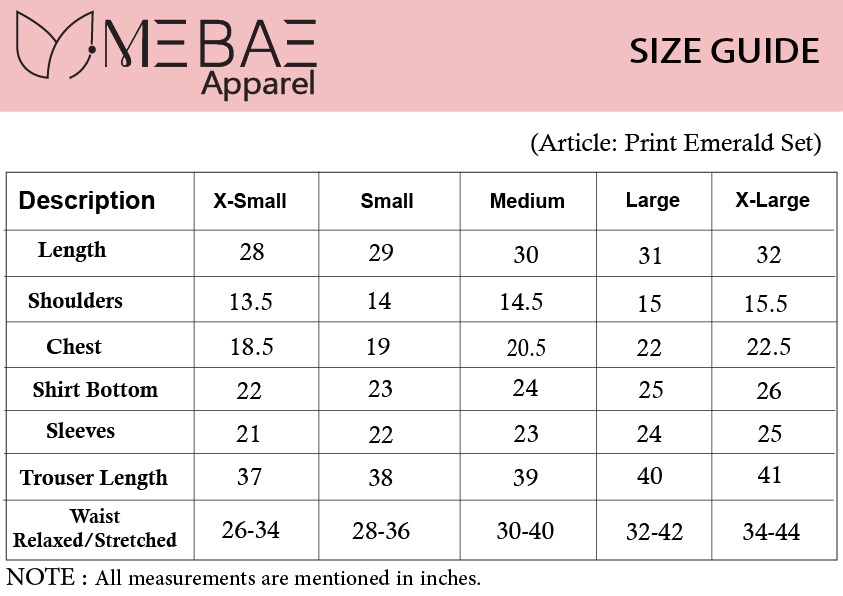 MEBAE
Apparel
SIZE GUIDE
(Article: Print Emerald Set)
Description X-Small Small Medium Large X-Large
Length 28 29 30 31 32
Shoulders 13.5 14 14.5 15 15.5
Chest 18.5 19 20.5 22 22.5
Shirt Bottom 22 23 24 25 26
Sleeves 21 22 23 24 25
Trouser Length 37 38 39 40 41
Waist
Relaxed/Stretched 26-34 28-36 30-40 32-42 34-44
NOTE : All measurements are mentioned in inches.